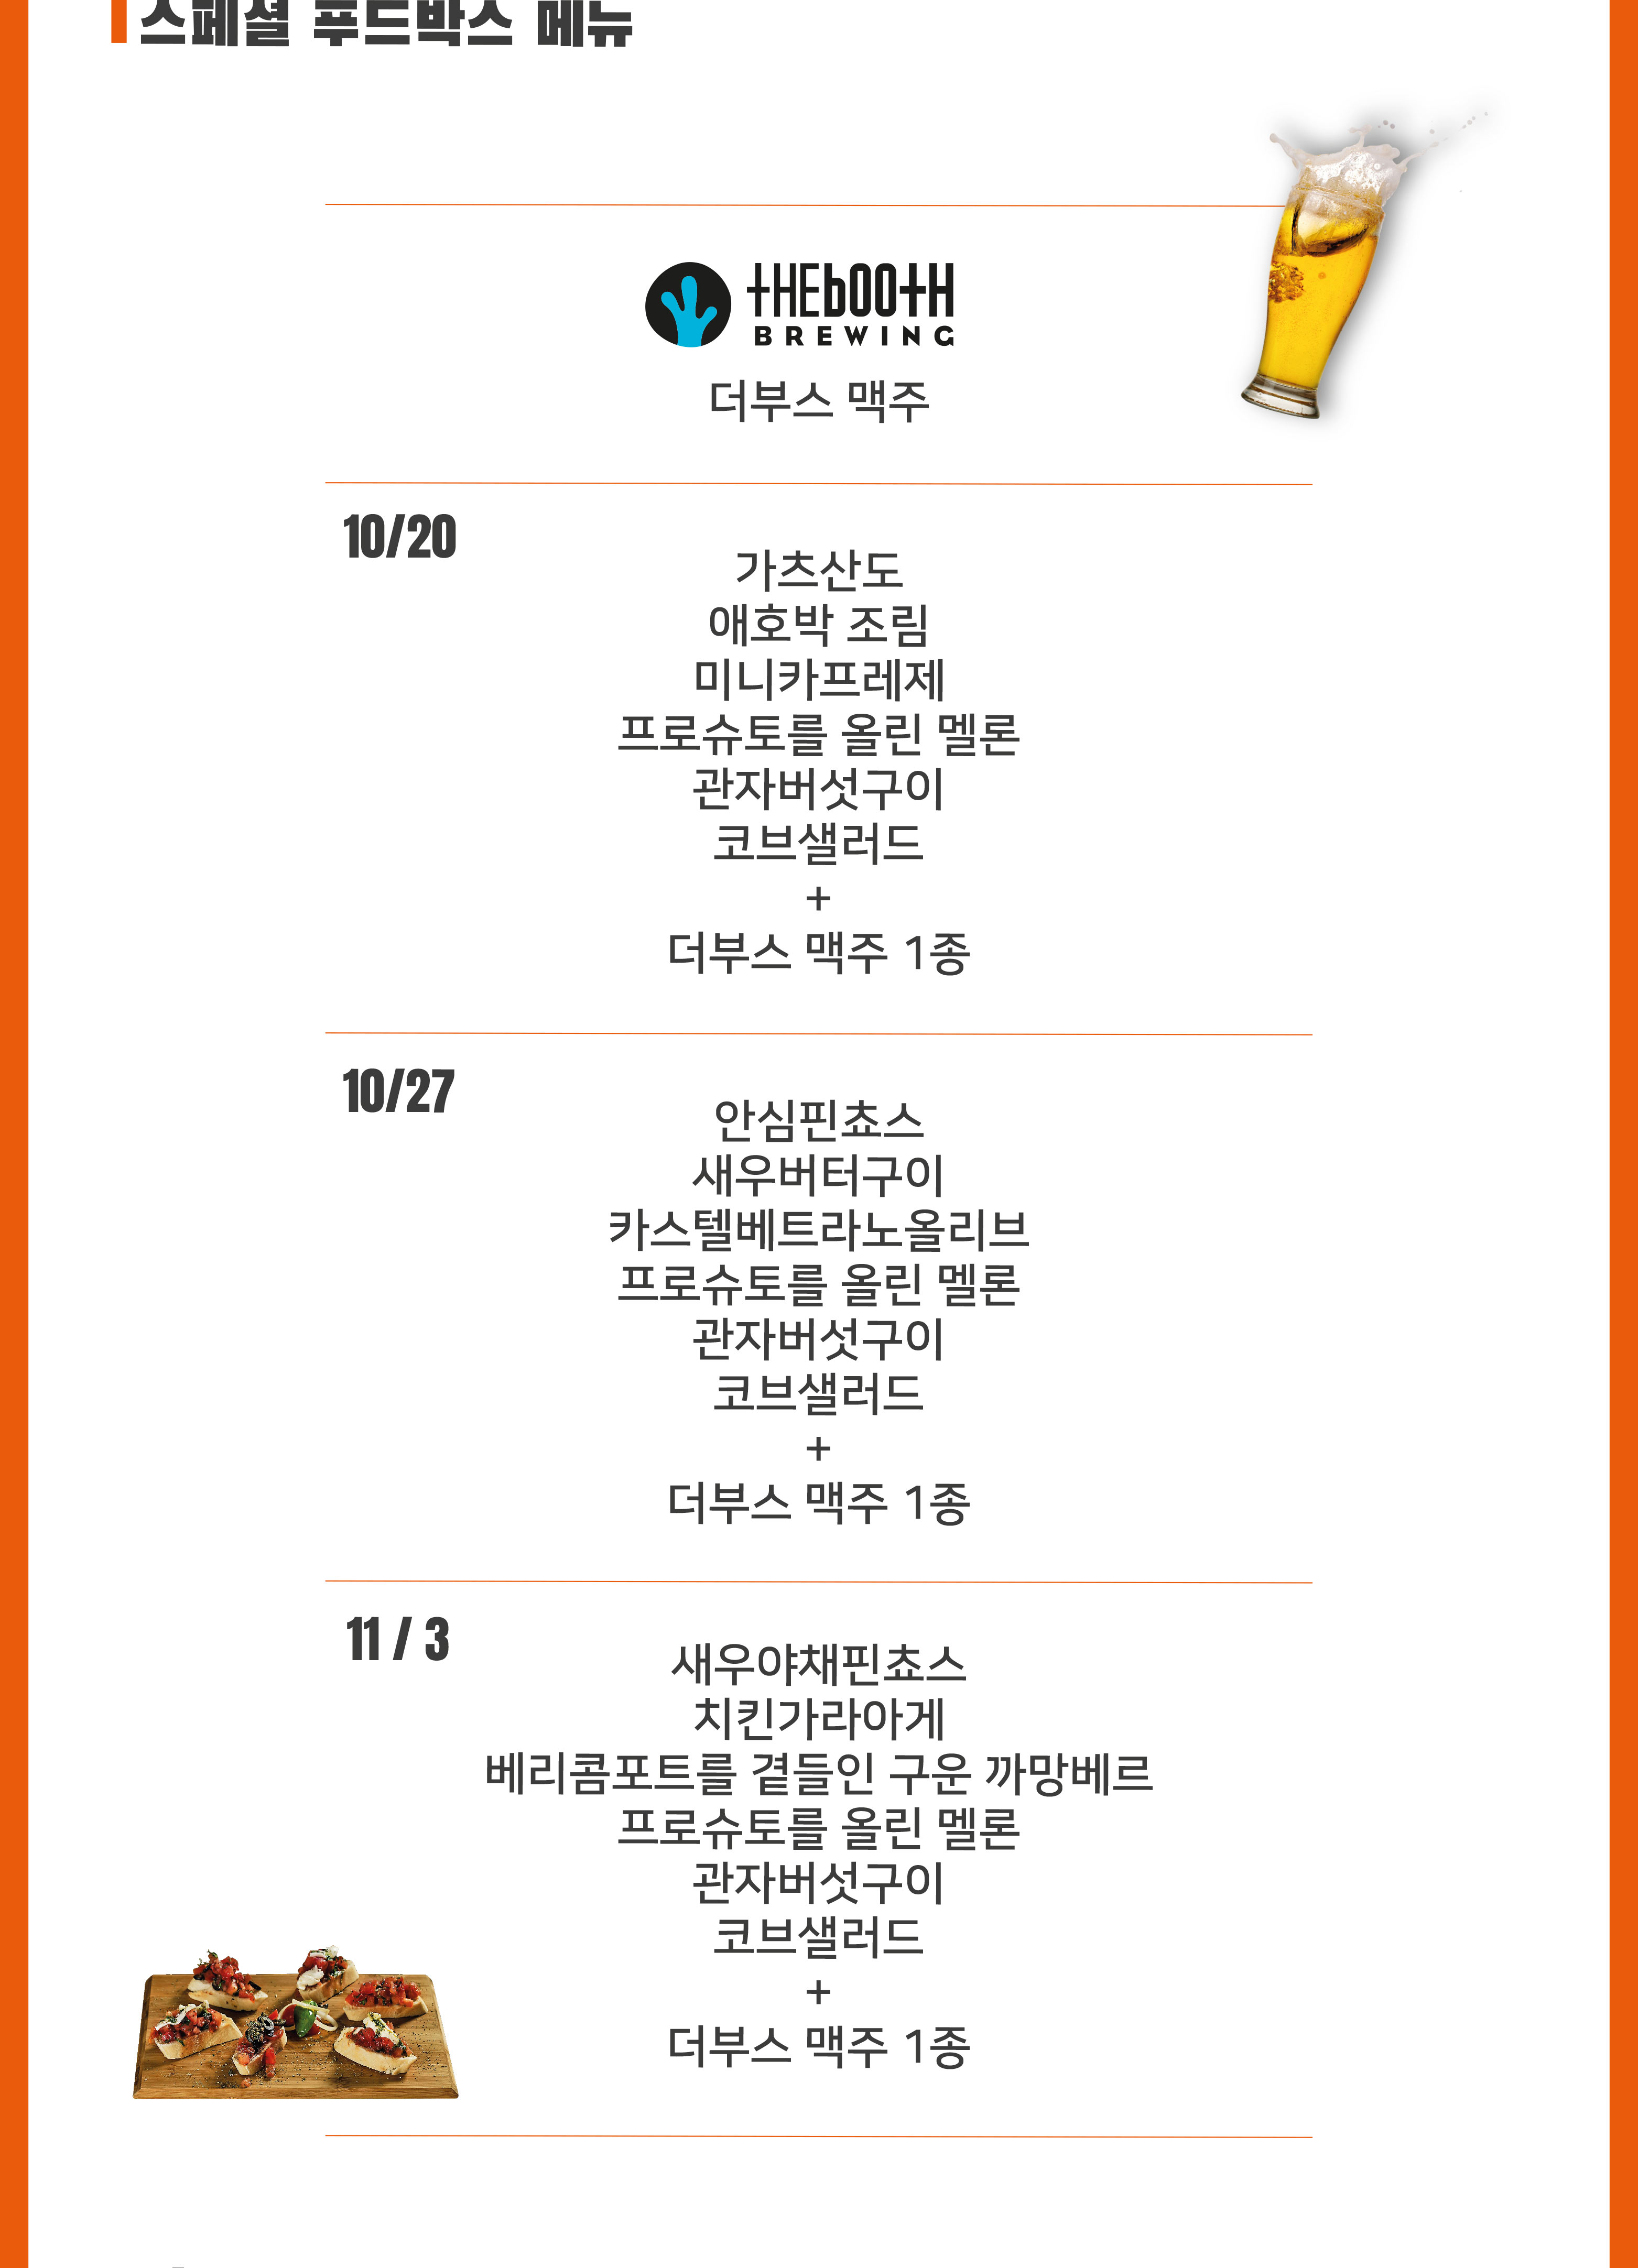 스페셜 푸드박스 메뉴
THE BOOTH
BREWING
더부스 맥주
10/20
가츠산도
애호박 조림
미니카프레제
프로슈토를 올린 멜론
관자버섯구이
코브샐러드
+
더부스 맥주 1종
10/27
안심핀쵸스
새우버터구이
카스텔베트라노올리브
프로슈토를 올린 멜론
관자버섯구이
코브샐러드
+
더부스 맥주 1종
11 / 3
새우야채핀쵸스
치킨가라아게
베리콤포트를 곁들인 구운 까망베르
프로슈토를 올린 멜론
관자버섯구이
코브샐러드
+
더부스 맥주 1종